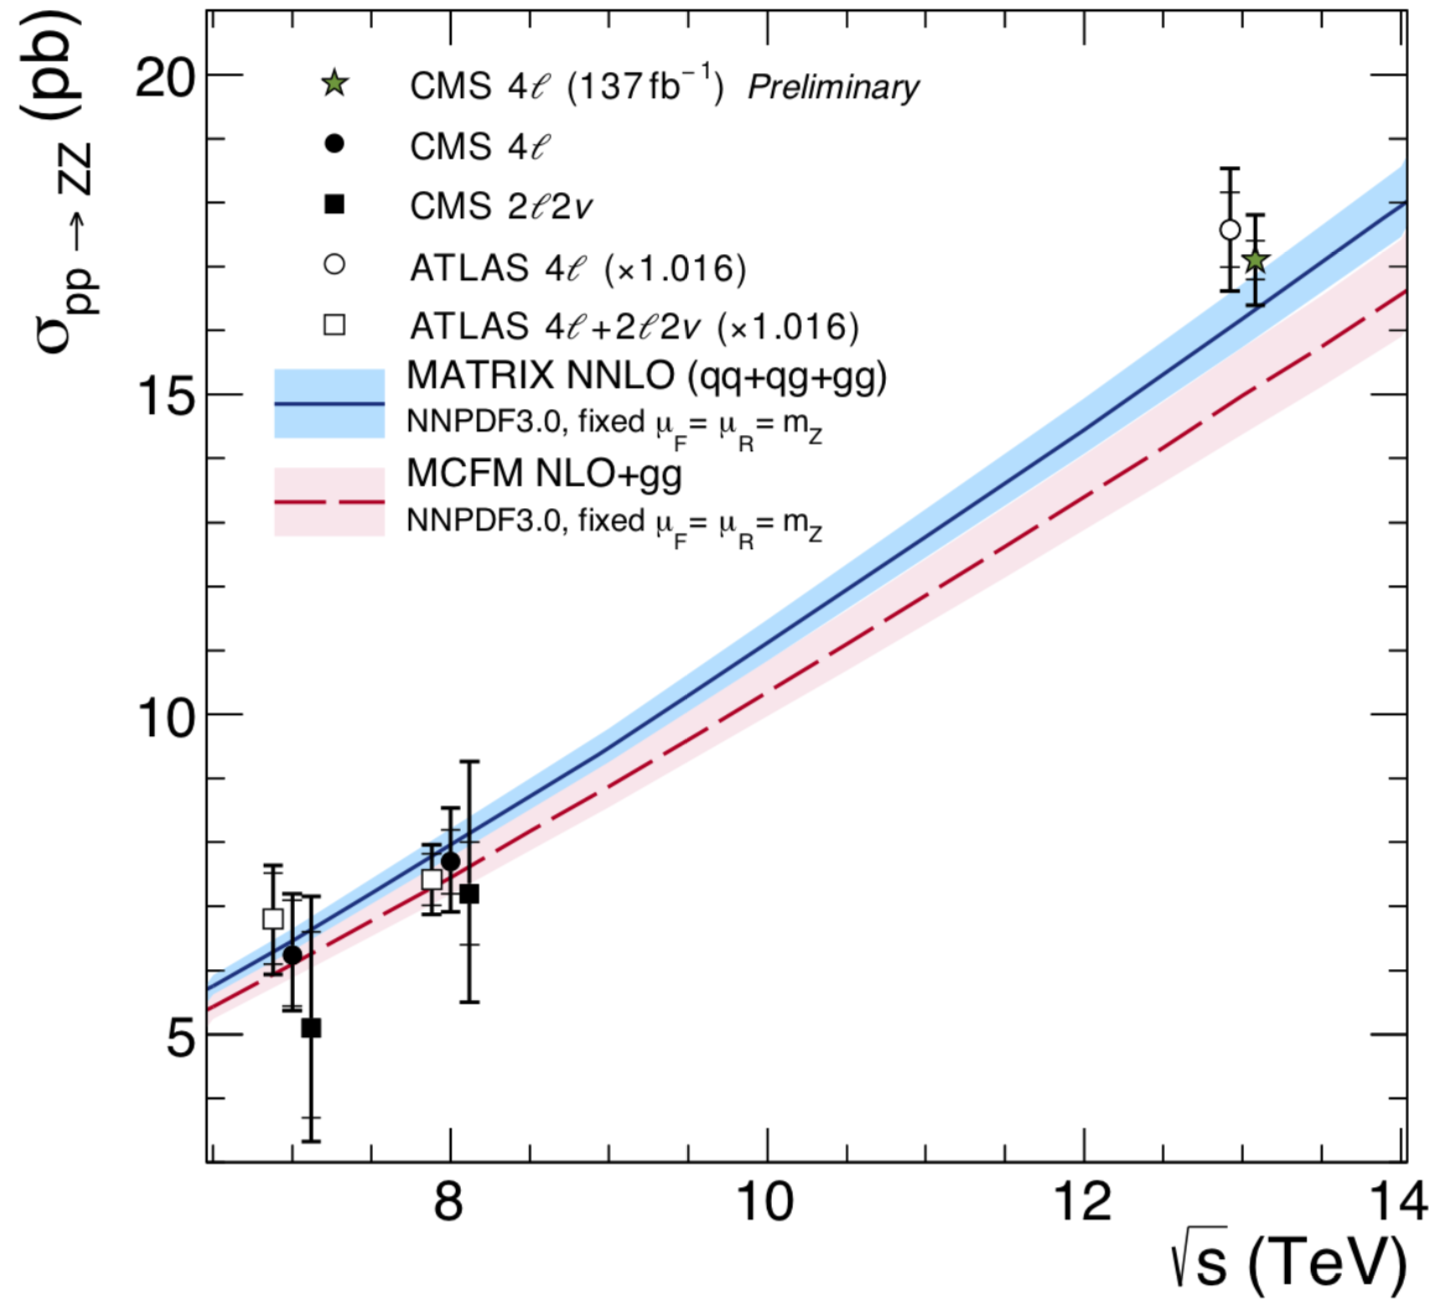 σpp → ZZ (pb)
20
15
10
5
CMS 4ℓ (137 fb⁻¹) Preliminary
CMS 4ℓ
CMS 2ℓ2ν
ATLAS 4ℓ (×1.016)
ATLAS 4ℓ+2ℓ2ν (×1.016)
MATRIX NNLO (qq+qg+gg)
NNPDF3.0, fixed μF= μR= mZ
MCFM NLO+gg
NNPDF3.0, fixed μF= μR= mZ
8 10 12 14
√s (TeV)